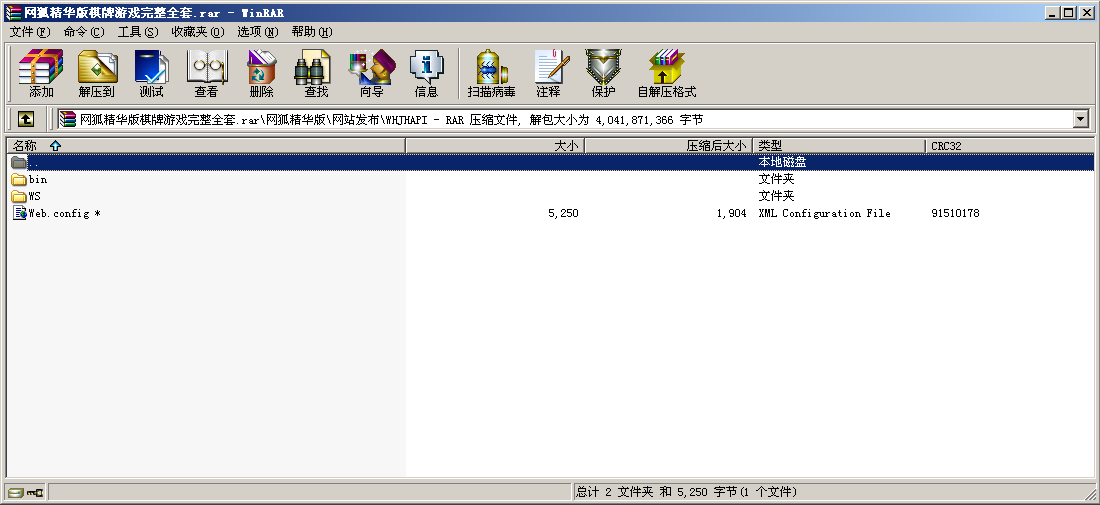 网狐精华版棋牌游戏完整全套.rar - WinRAR
文件(F) 命令(C) 工具(S) 收藏夹(O) 选项(N) 帮助(H)
添加 解压到 测试 查看 删除 查找 向导 信息 扫描病毒 注释 保护 自解压格式
网狐精华版棋牌游戏完整全套.rar\网狐精华版\网站发布\WHJHAPI - RAR 压缩文件, 解包大小为 4,041,871,366 字节
名称 大小 压缩后大小 类型 CRC32
.. 本地磁盘
bin 文件夹
WS 文件夹
Web.config * 5,250 1,904 XML Configuration File 91510178
总计 2 文件夹 和 5,250 字节(1 个文件)